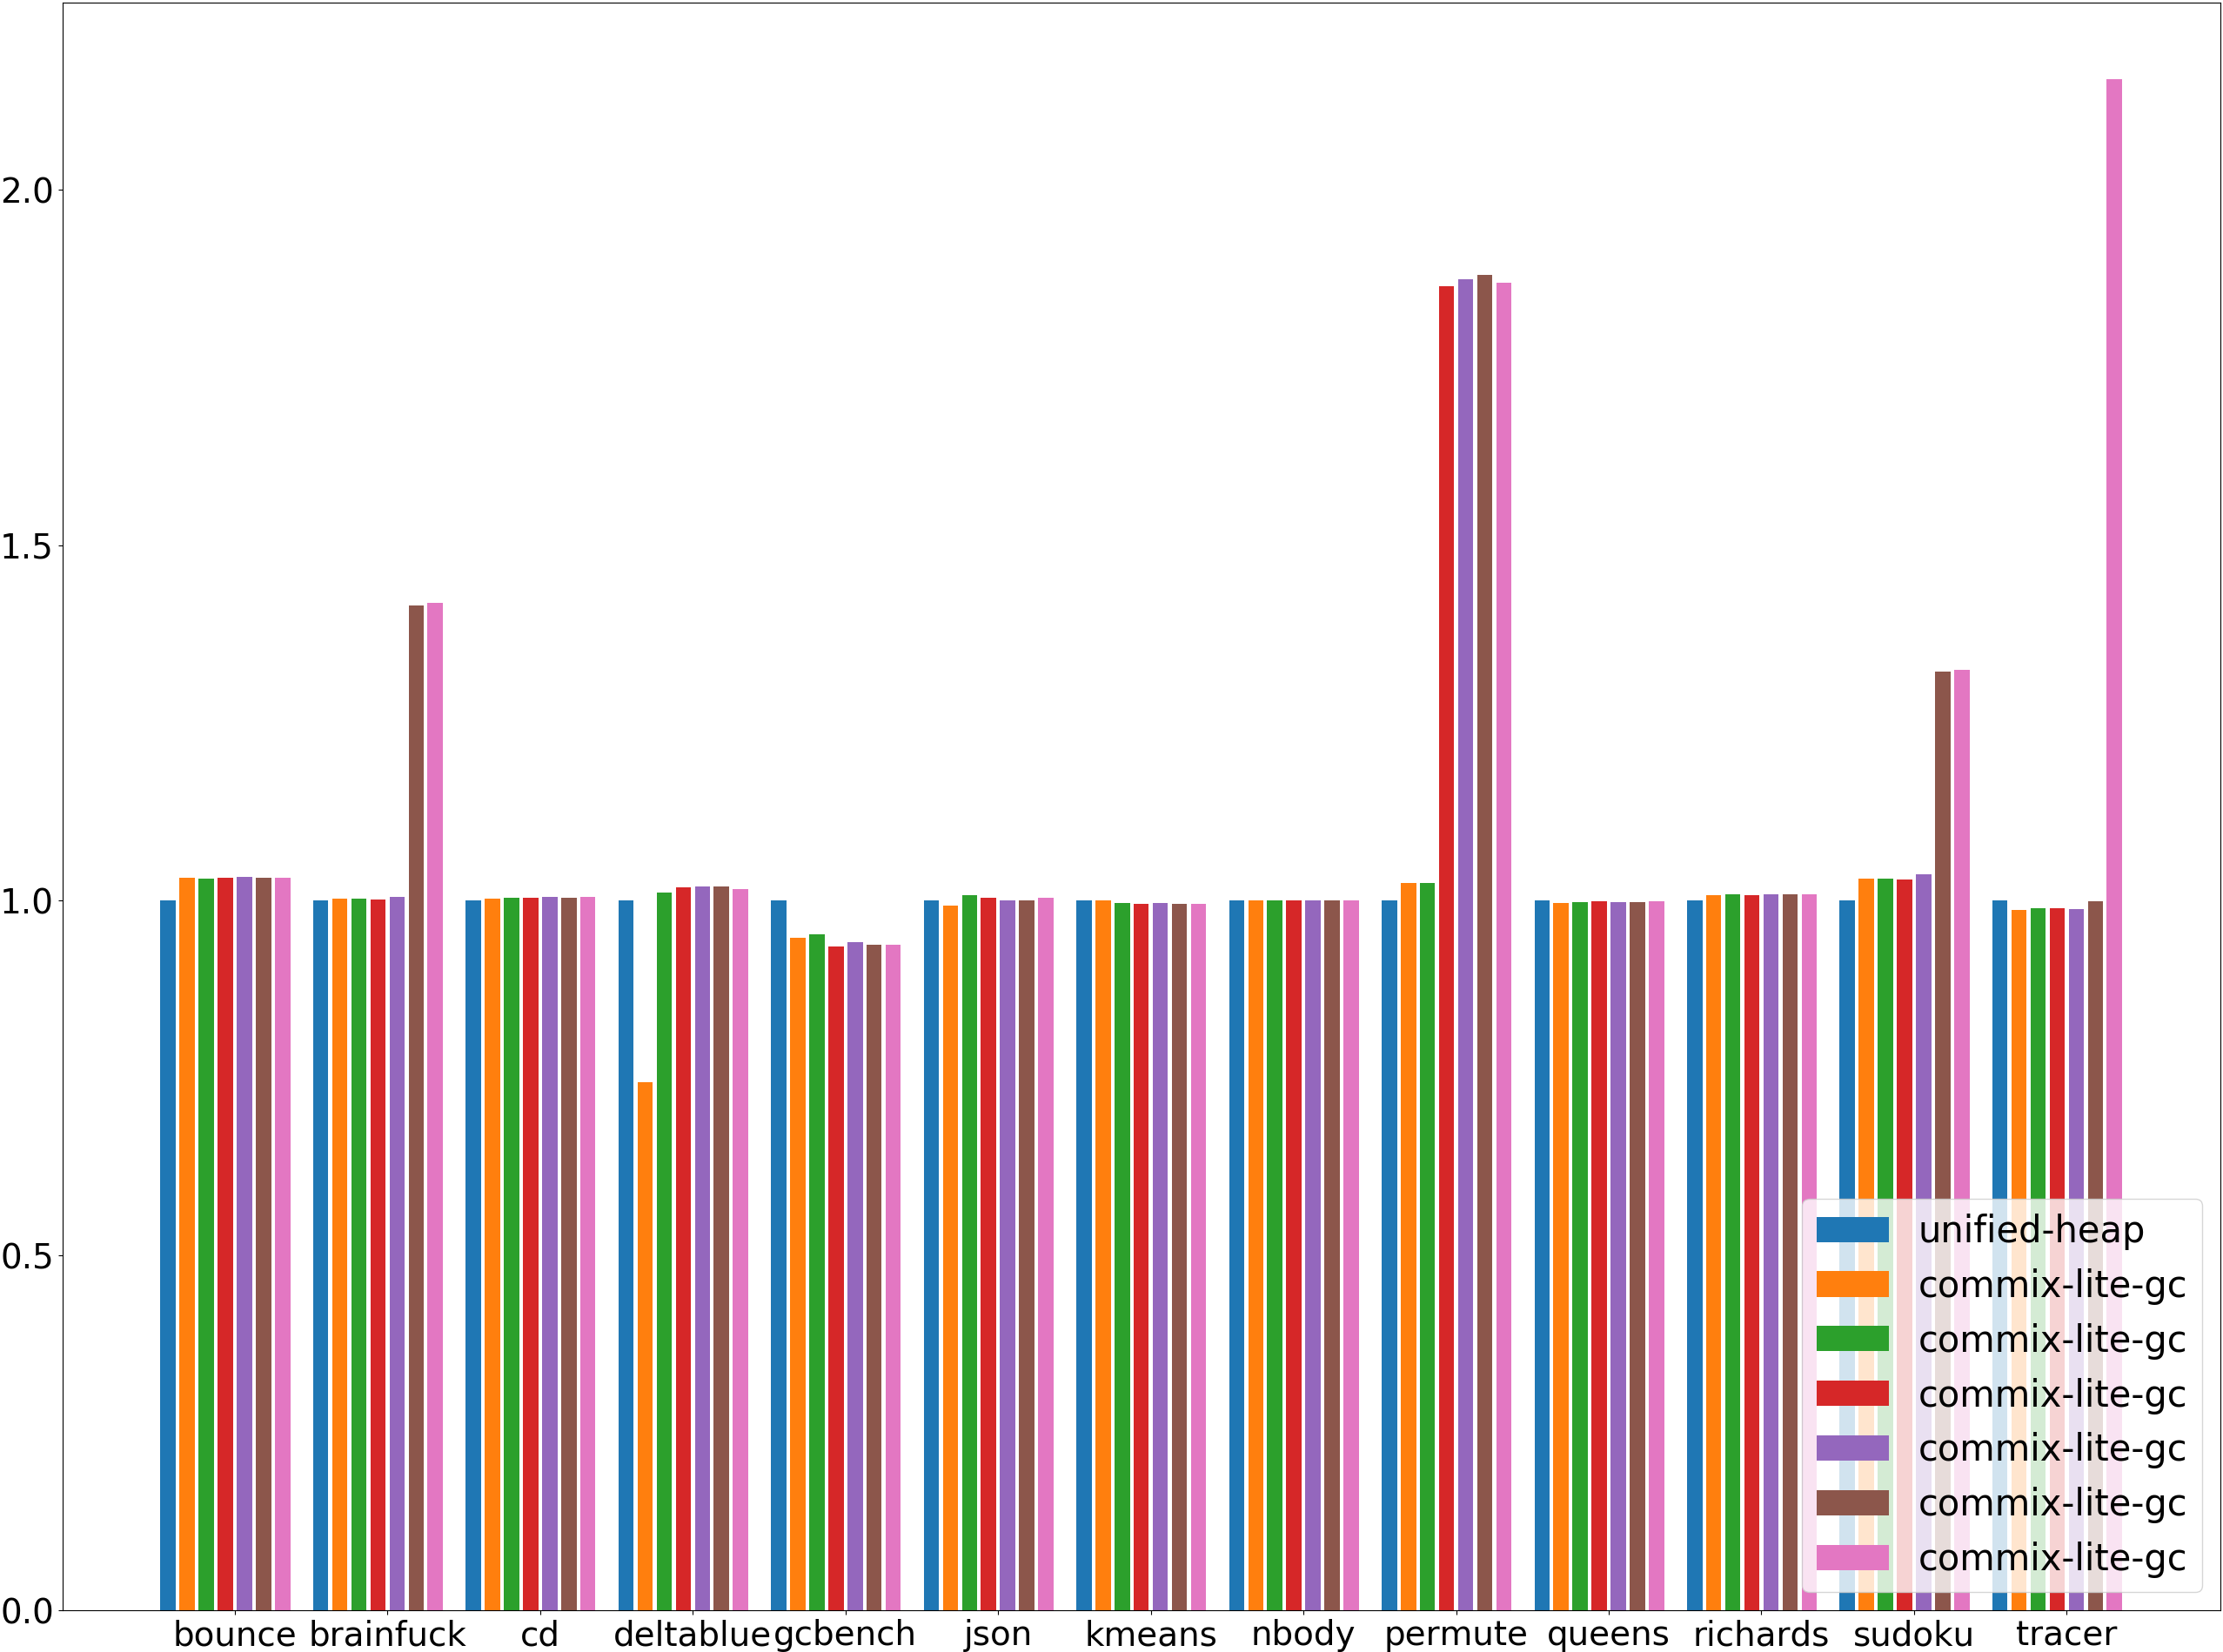 2.0
1.5
1.0
0.5
0.0
bounce brainfuck cd deltablue gcbench json kmeans nbody permute queens richards sudoku tracer
unified-heap
commix-lite-gc
commix-lite-gc
commix-lite-gc
commix-lite-gc
commix-lite-gc
commix-lite-gc